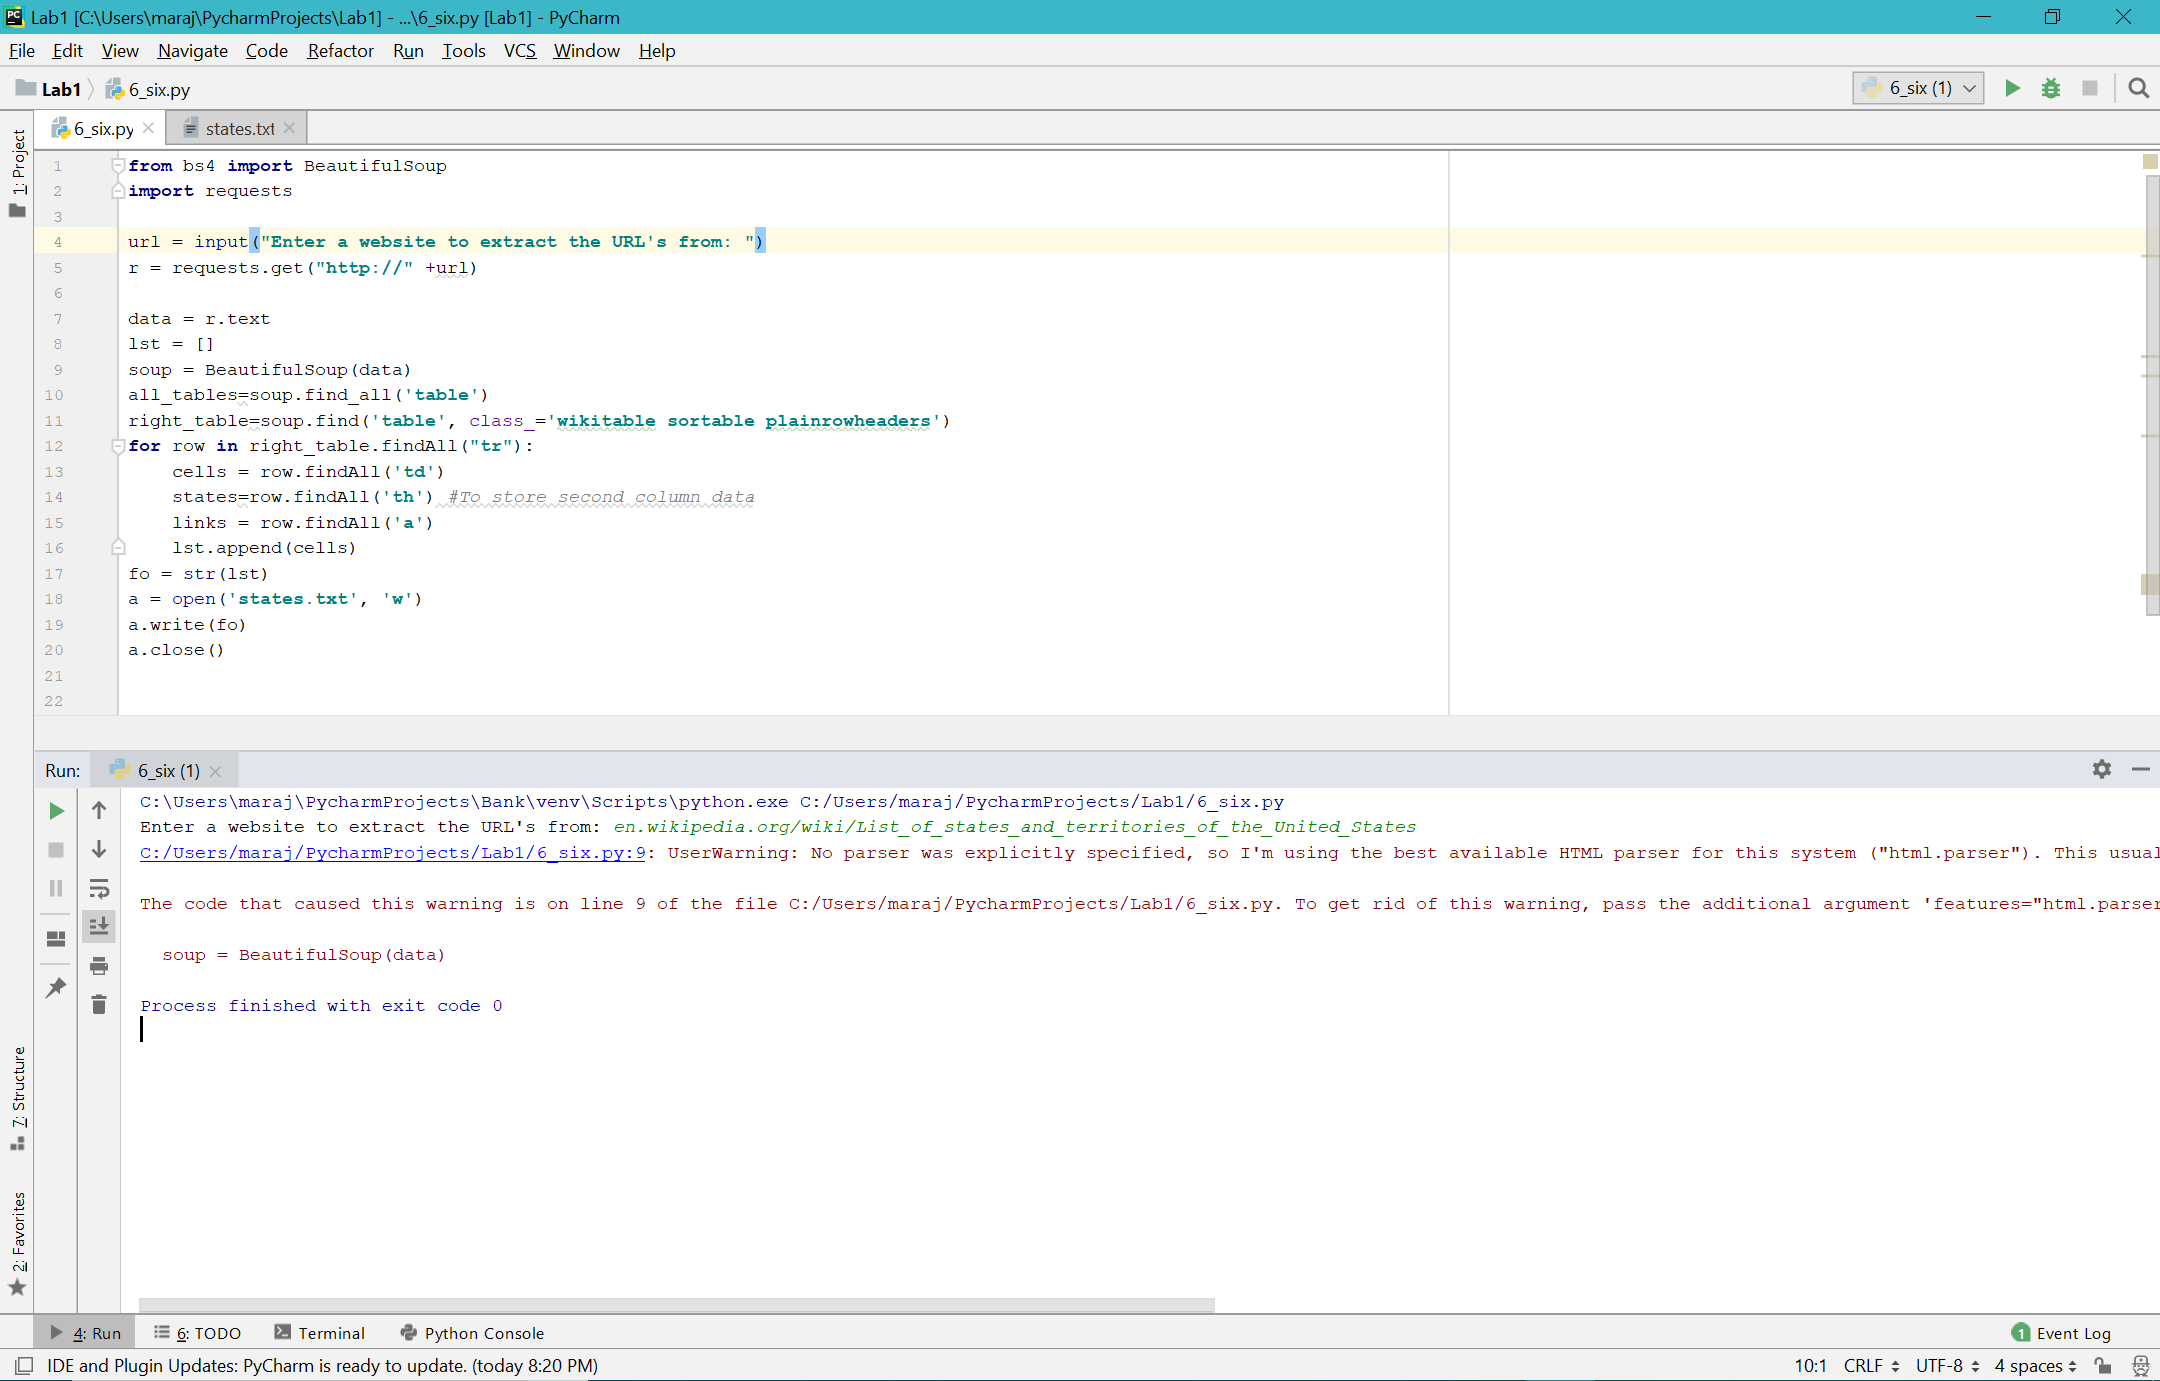 Lab1 [C:\Users\maraj\PycharmProjects\Lab1] - ...\6_six.py [Lab1] - PyCharm
File Edit View Navigate Code Refactor Run Tools VCS Window Help
Lab1 6_six.py 6_six (1)
6_six.py states.txt
1: Project
1 from bs4 import BeautifulSoup
2 import requests
3
4 url = input("Enter a website to extract the URL's from: ")
5 r = requests.get("http://" +url)
6
7 data = r.text
8 lst = []
9 soup = BeautifulSoup(data)
10 all_tables=soup.find_all('table')
11 right_table=soup.find('table', class_='wikitable sortable plainrowheaders')
12 for row in right_table.findAll("tr"):
13     cells = row.findAll('td')
14     states=row.findAll('th') #To store second column data
15     links = row.findAll('a')
16     lst.append(cells)
17 fo = str(lst)
18 a = open('states.txt', 'w')
19 a.write(fo)
20 a.close()
21
22
Run: 6_six (1)
C:\Users\maraj\PycharmProjects\Bank\venv\Scripts\python.exe C:/Users/maraj/PycharmProjects/Lab1/6_six.py
Enter a website to extract the URL's from: en.wikipedia.org/wiki/List_of_states_and_territories_of_the_United_States
C:/Users/maraj/PycharmProjects/Lab1/6_six.py:9: UserWarning: No parser was explicitly specified, so I'm using the best available HTML parser for this system ("html.parser"). This usual
The code that caused this warning is on line 9 of the file C:/Users/maraj/PycharmProjects/Lab1/6_six.py. To get rid of this warning, pass the additional argument 'features="html.parser
soup = BeautifulSoup(data)
Process finished with exit code 0
7: Structure
2: Favorites
4: Run 6: TODO Terminal Python Console 1 Event Log
IDE and Plugin Updates: PyCharm is ready to update. (today 8:20 PM) 10:1 CRLF UTF-8 4 spaces